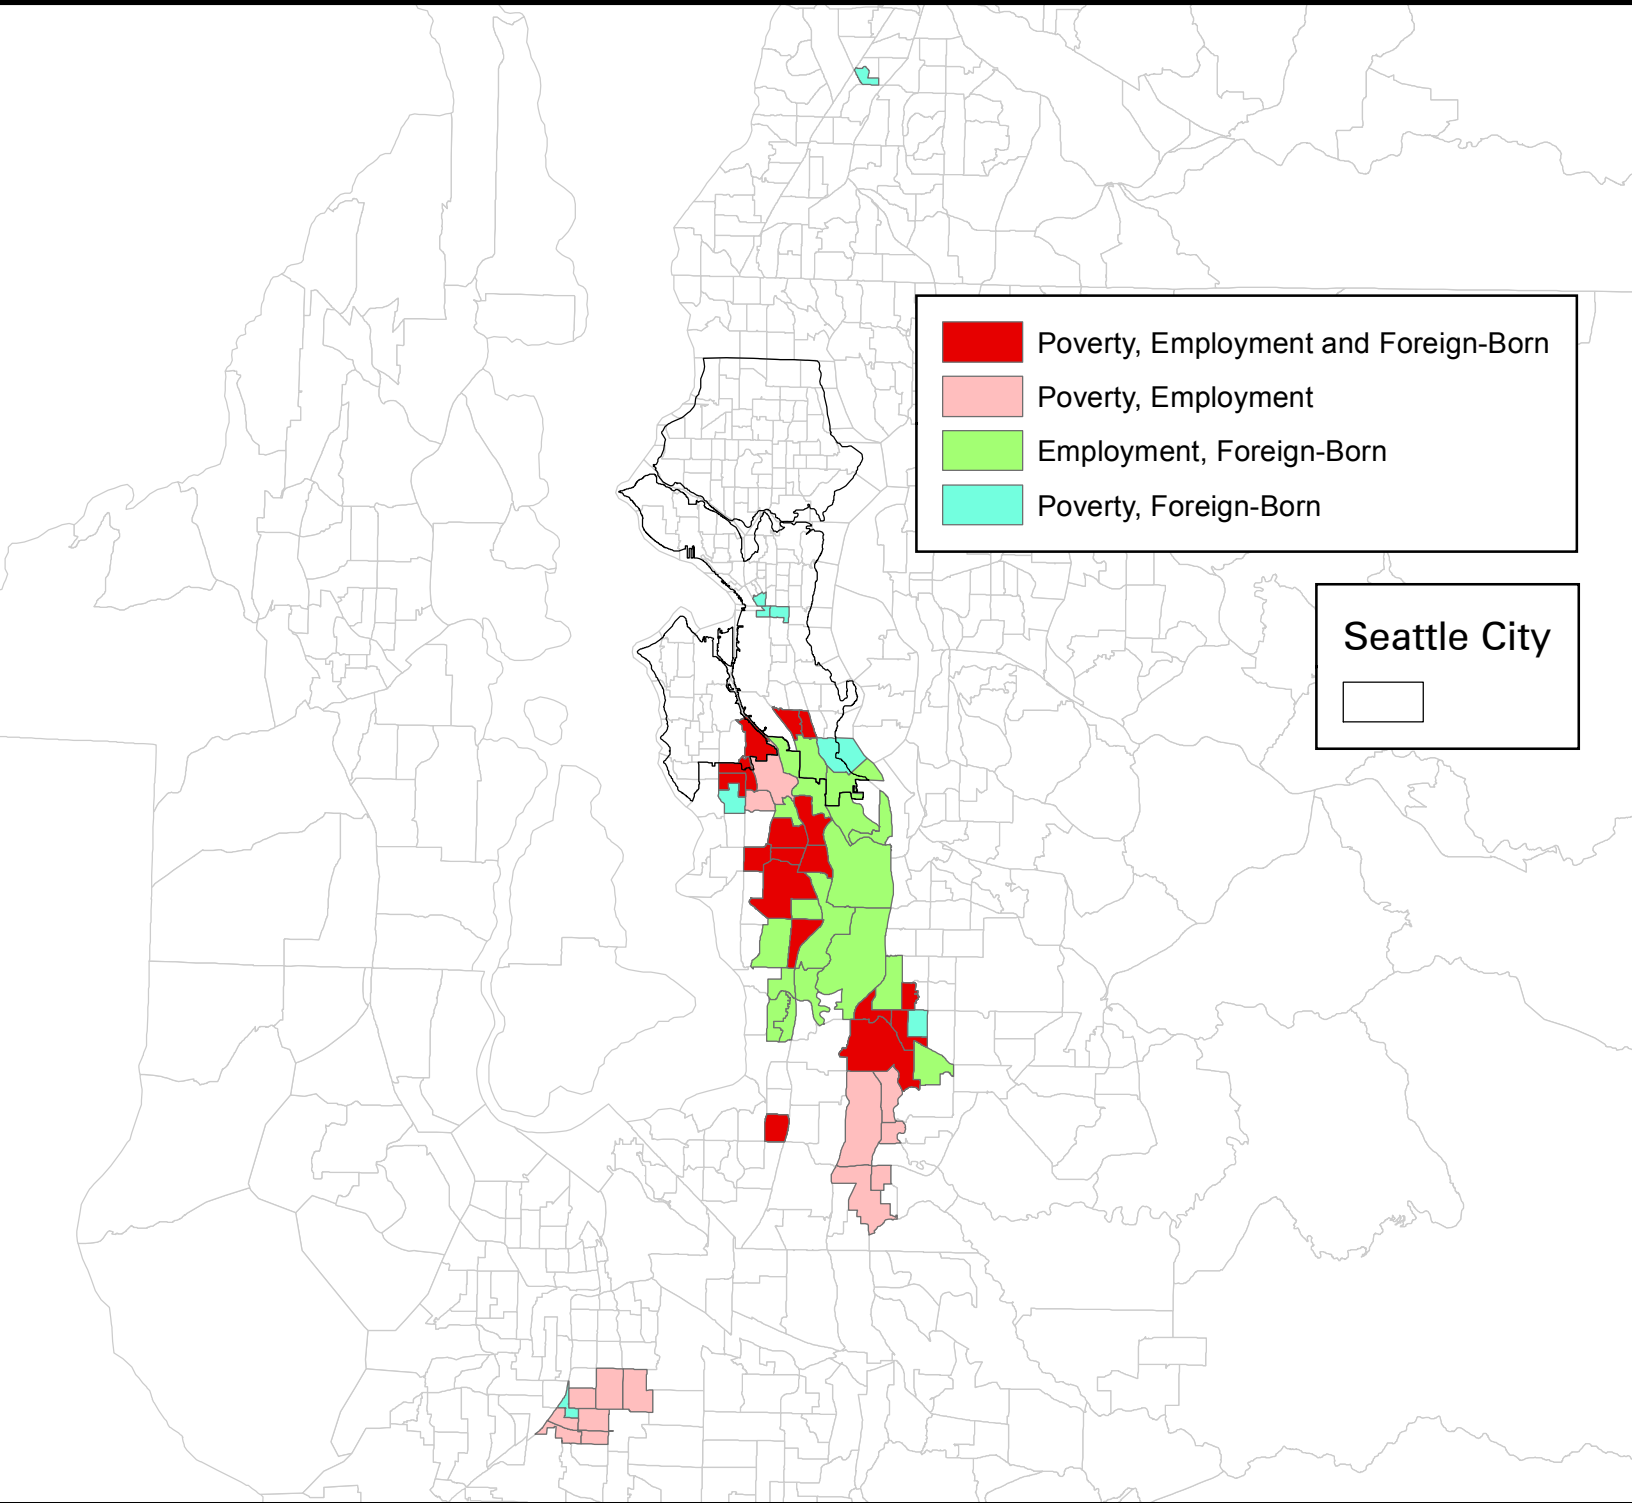 Poverty, Employment and Foreign-Born
Poverty, Employment
Employment, Foreign-Born
Poverty, Foreign-Born
Seattle City